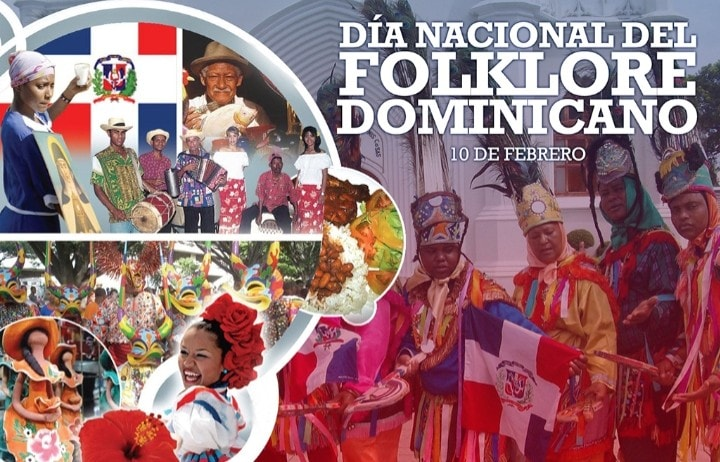 DÍA NACIONAL DEL
FOLKLORE
DOMINICANO
10 DE FEBRERO